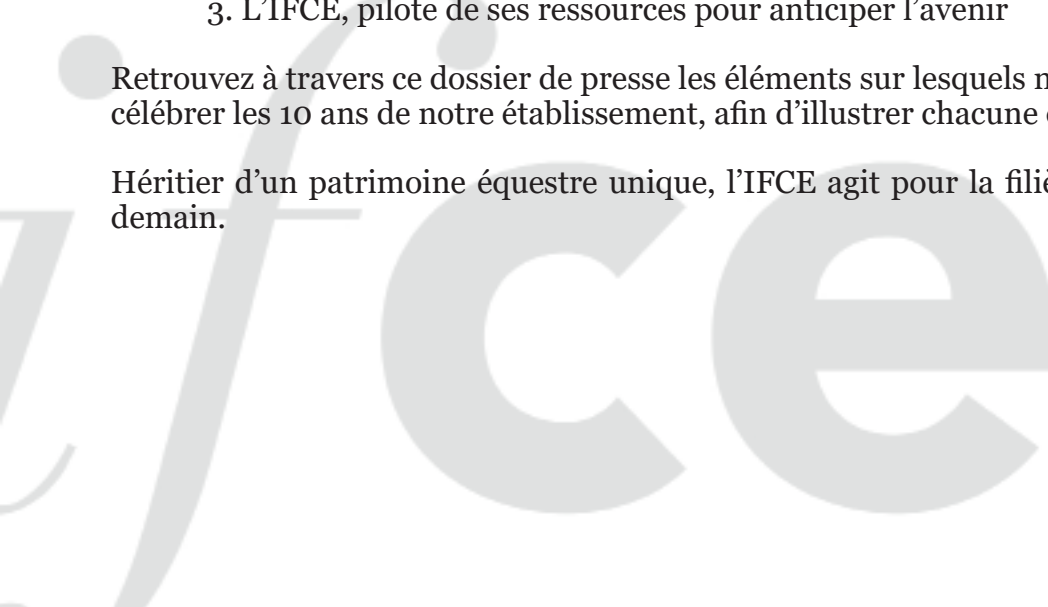 3. L'IFCE, pilote de ses ressources pour anticiper l'avenir
Retrouvez à travers ce dossier de presse les éléments sur lesquels
célébrer les 10 ans de notre établissement, afin d'illustrer chacune
Héritier d'un patrimoine équestre unique, l'IFCE agit pour la
demain.
ifce